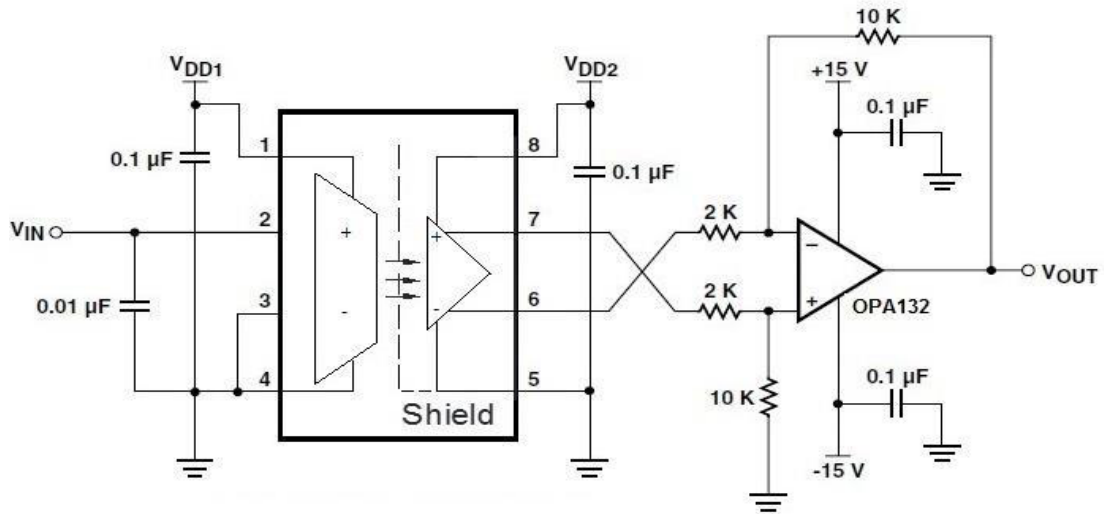 10 K
+15 V
VDD1
VDD2
0.1 µF
1
8
0.1 µF
0.1 µF
VIN
2
+
+
7
2 K
−
VOUT
0.01 µF
3
-
-
6
2 K
+
OPA132
4
5
Shield
10 K
0.1 µF
-15 V